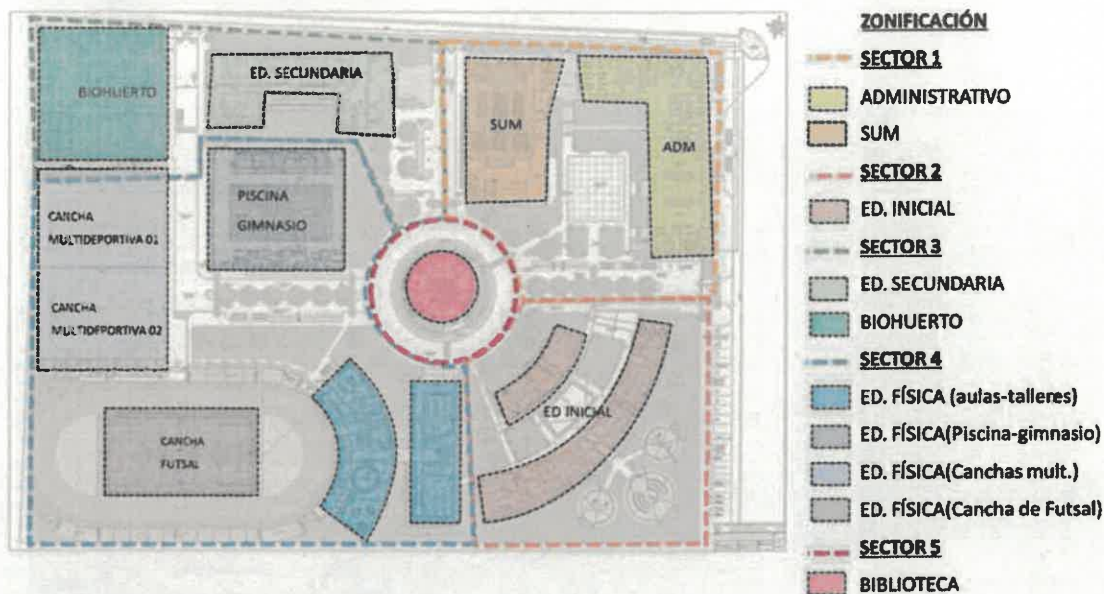 BIOHUERTO
ED. SECUNDARIA
SUM
ADM
PISCINA
GIMNASIO
CANCHA
MULTIDEPORTIVA 01
CANCHA
MULTIDEPORTIVA 02
CANCHA
FUTSAL
ED INICIAL
ZONIFICACIÓN
SECTOR 1
ADMINISTRATIVO
SUM
SECTOR 2
ED. INICIAL
SECTOR 3
ED. SECUNDARIA
BIOHUERTO
SECTOR 4
ED. FÍSICA (aulas-talleres)
ED. FÍSICA(Piscina-gimnasio)
ED. FÍSICA(Canchas mult.)
ED. FÍSICA(Cancha de Futsal)
SECTOR 5
BIBLIOTECA